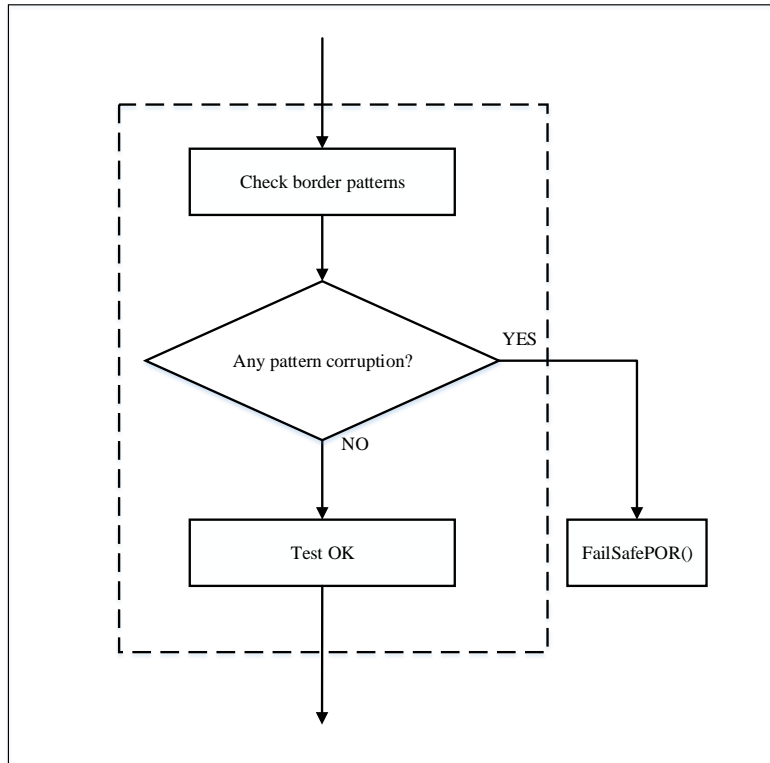 Check border patterns
Any pattern corruption?
YES
NO
Test OK
FailSafePOR()